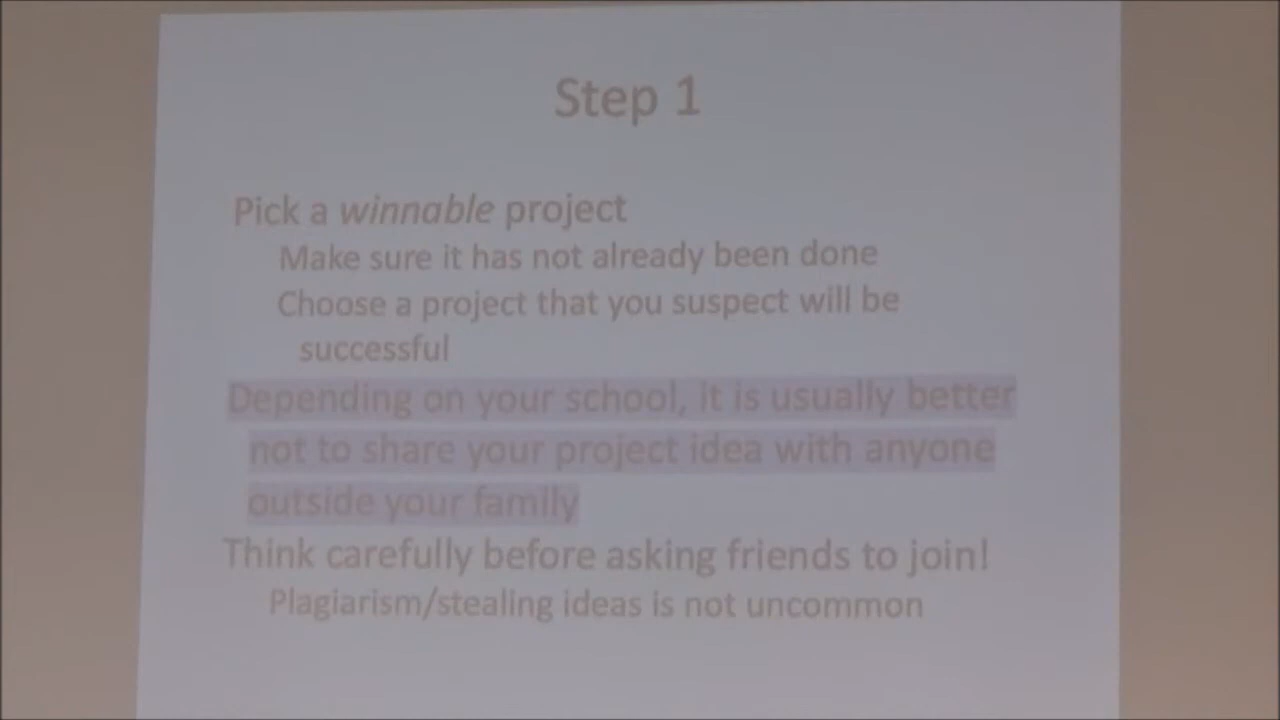 Step 1
Pick a winnable project
Make sure it has not already been done
Choose a project that you suspect will be
successful
Depending on your school, it is usually better
not to share your project idea with anyone
outside your family
Think carefully before asking friends to join!
Plagiarism/stealing ideas is not uncommon